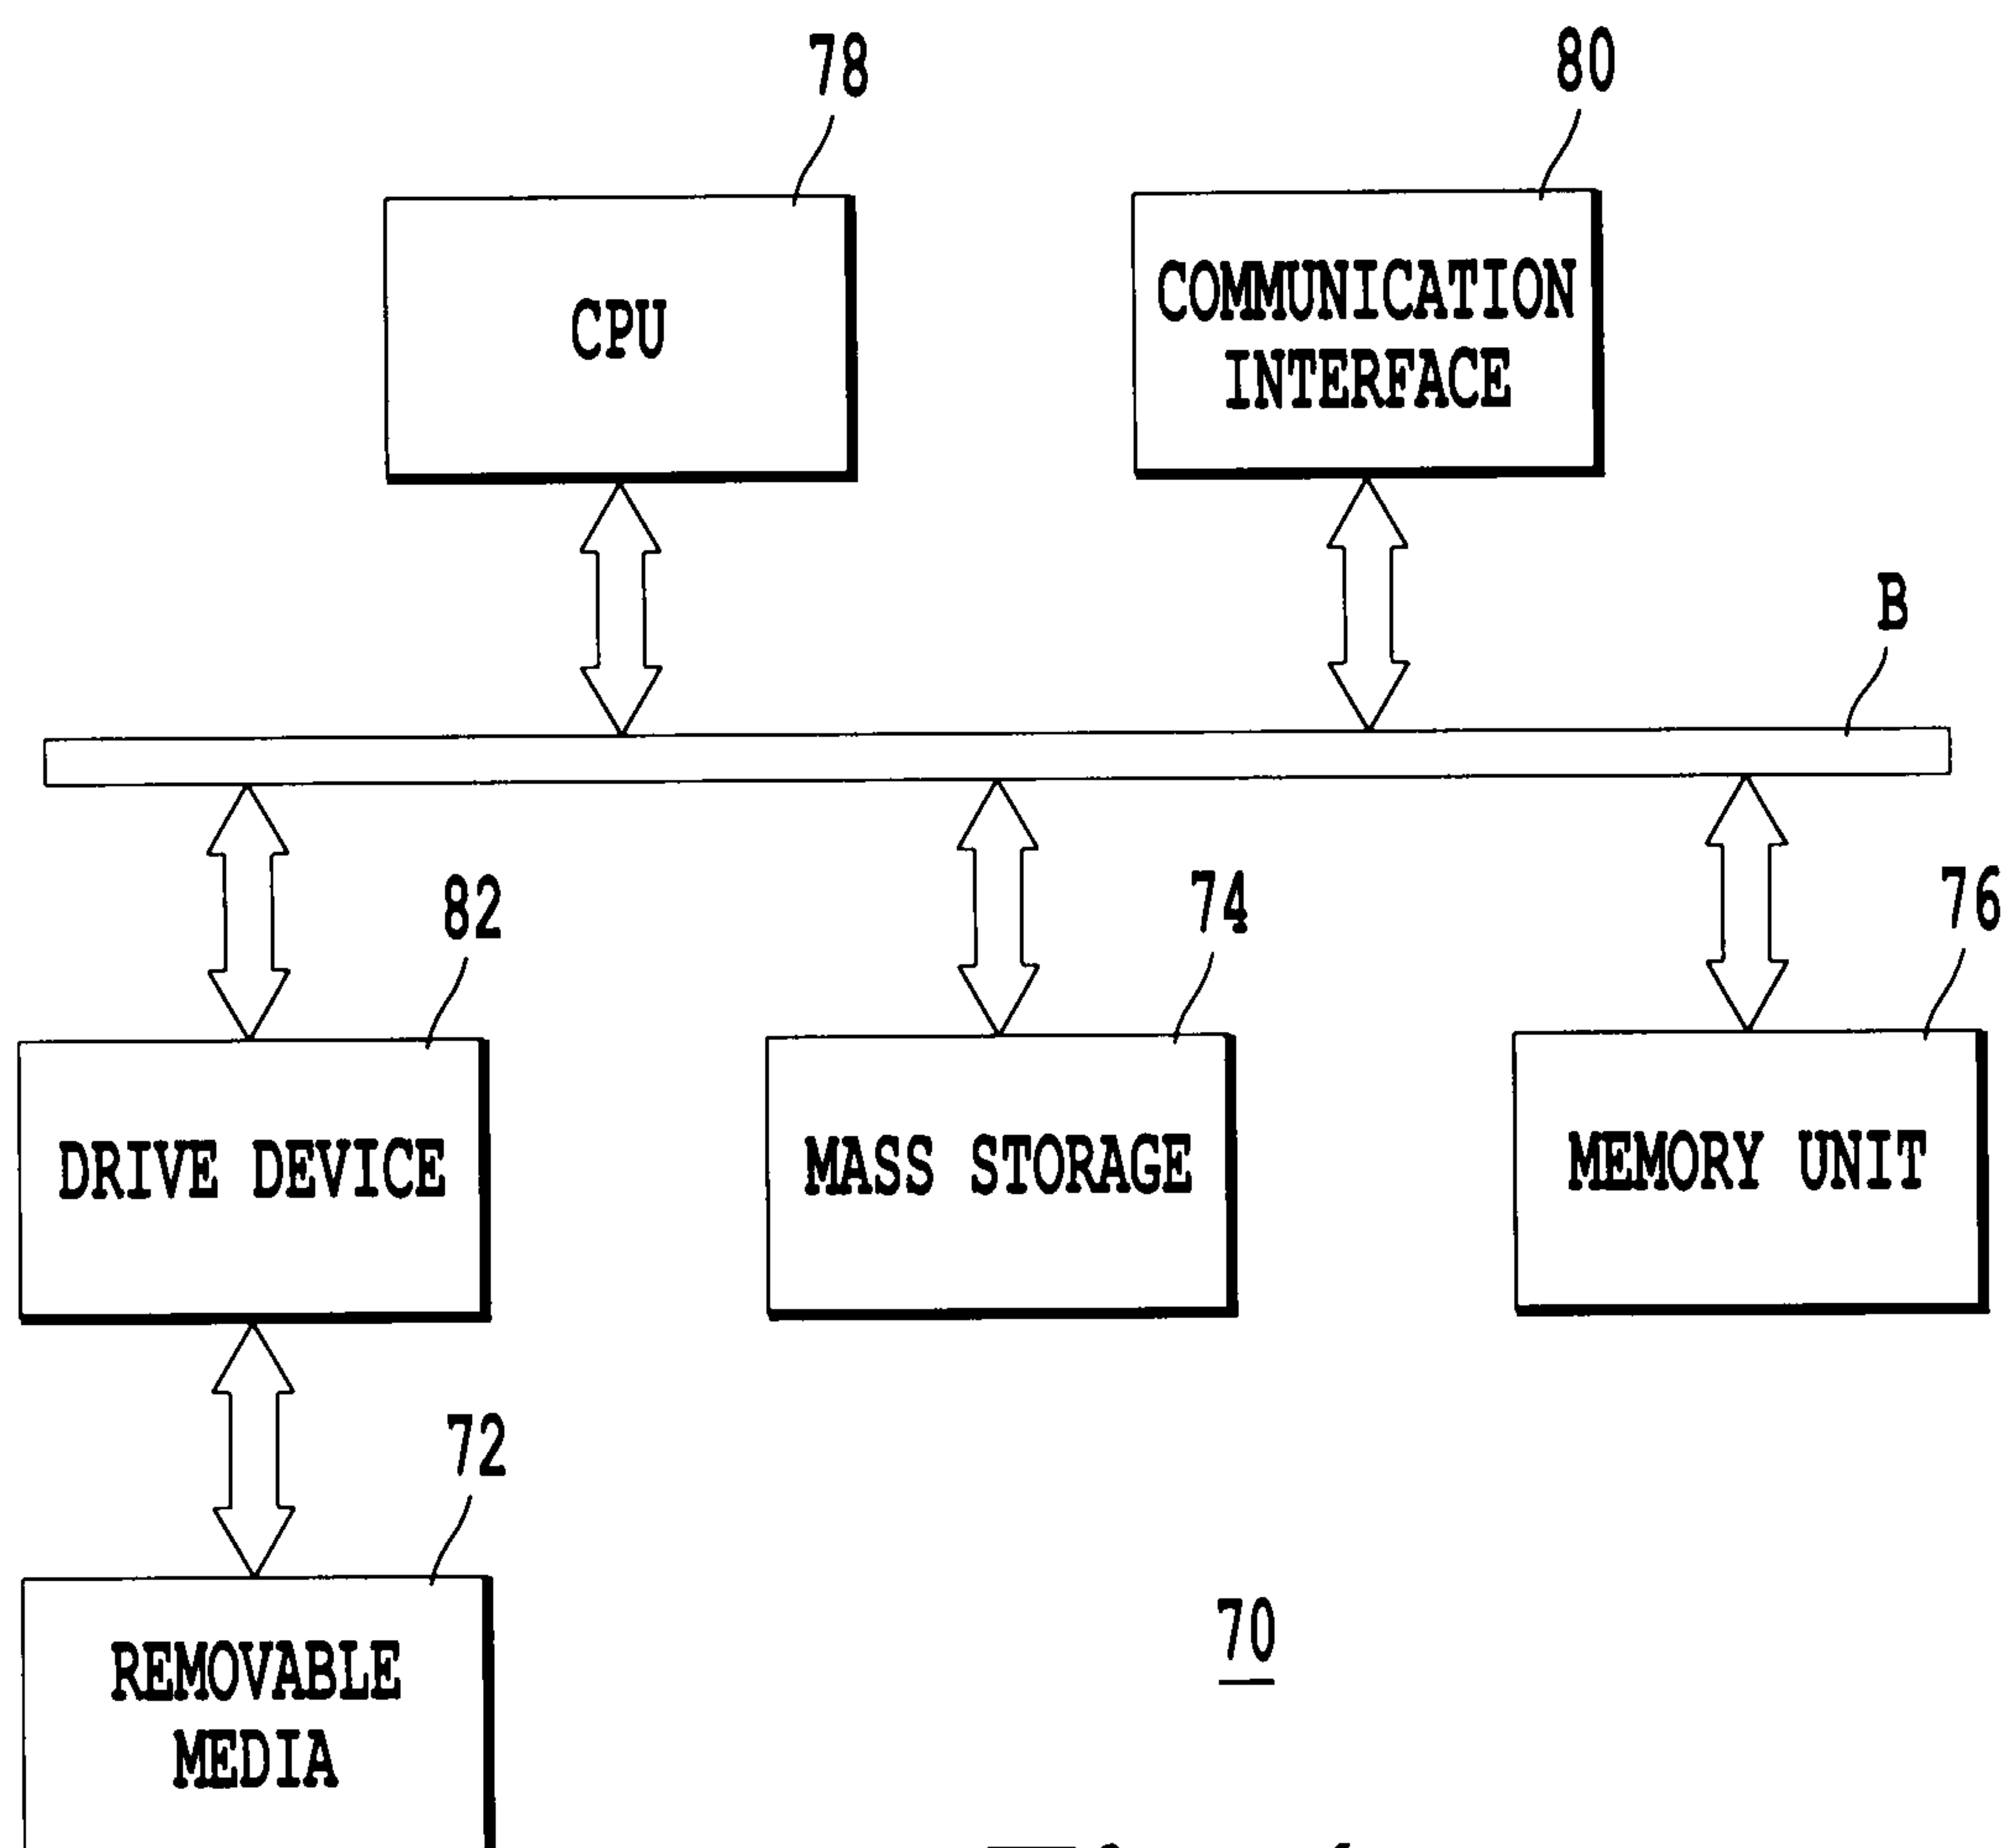 78
80
CPU
COMMUNICATION
INTERFACE
B
82
74
76
DRIVE DEVICE
MASS STORAGE
MEMORY UNIT
72
70
REMOVABLE
MEDIA